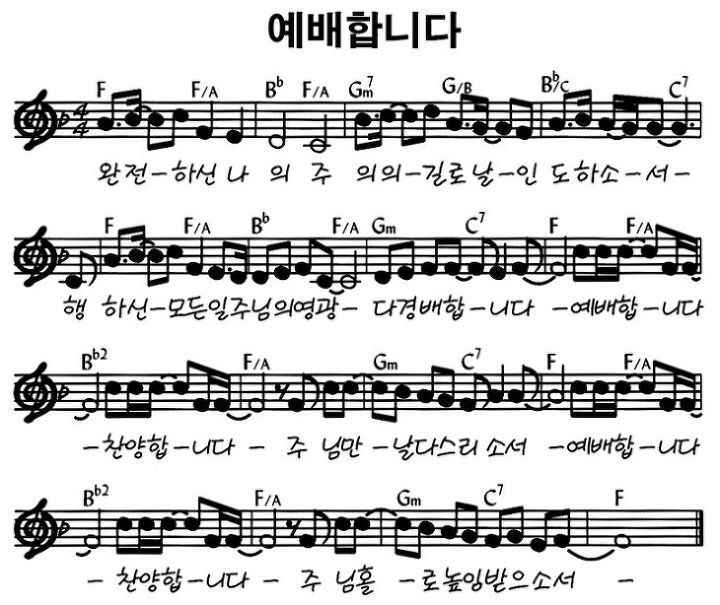 예배합니다
F F/A B♭ F/A Gm7 G/B B♭/C C7
완전-하신 나 의 주 의의-길로날-인 도하소-서-
F F/A B♭ F/A Gm C7 F F/A
행 하신-모든일주님의영광- 다경배합-니다 -예배합-니다
B♭2 F/A Gm C7 F F/A
-찬양합-니다 - 주 님만 -날다스리 소서 -예배합-니다
B♭2 F/A Gm C7 F
- 찬양합-니다 - 주 님홀 -로높임받으소서 -